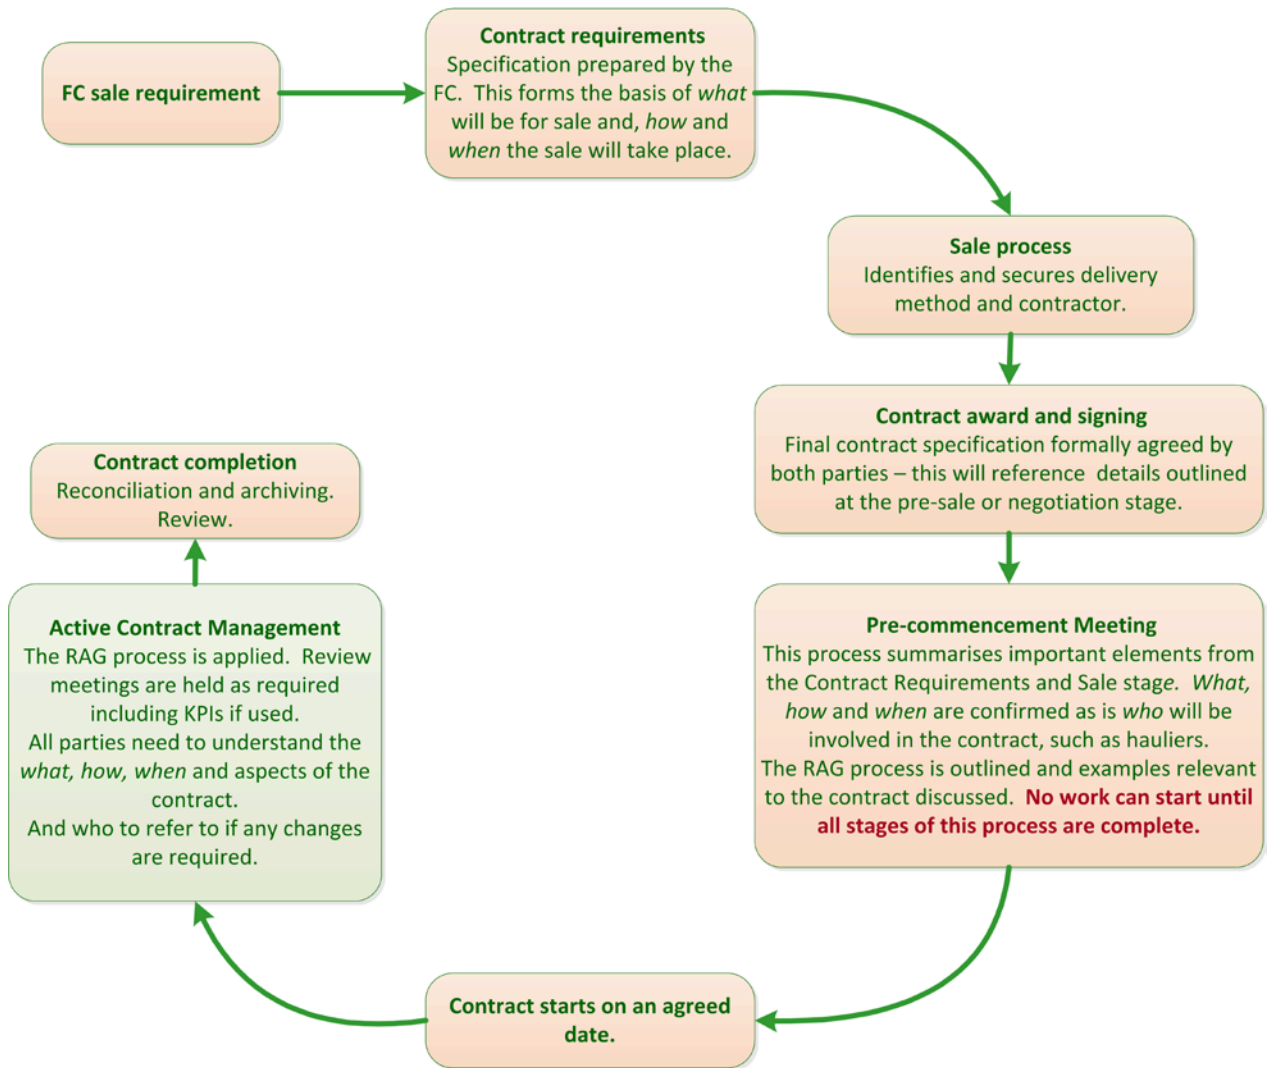 FC sale requirement
Contract requirements
Specification prepared by the
FC.  This forms the basis of what
will be for sale and, how and
when the sale will take place.
Sale process
Identifies and secures delivery
method and contractor.
Contract award and signing
Final contract specification formally agreed by
both parties – this will reference  details outlined
at the pre-sale or negotiation stage.
Pre-commencement Meeting
This process summarises important elements from
the Contract Requirements and Sale stage.  What,
how and when are confirmed as is who will be
involved in the contract, such as hauliers.
The RAG process is outlined and examples relevant
to the contract discussed.  No work can start until
all stages of this process are complete.
Contract starts on an agreed
date.
Active Contract Management
The RAG process is applied.  Review
meetings are held as required
including KPIs if used.
All parties need to understand the
what, how, when and aspects of the
contract.
And who to refer to if any changes
are required.
Contract completion
Reconciliation and archiving.
Review.